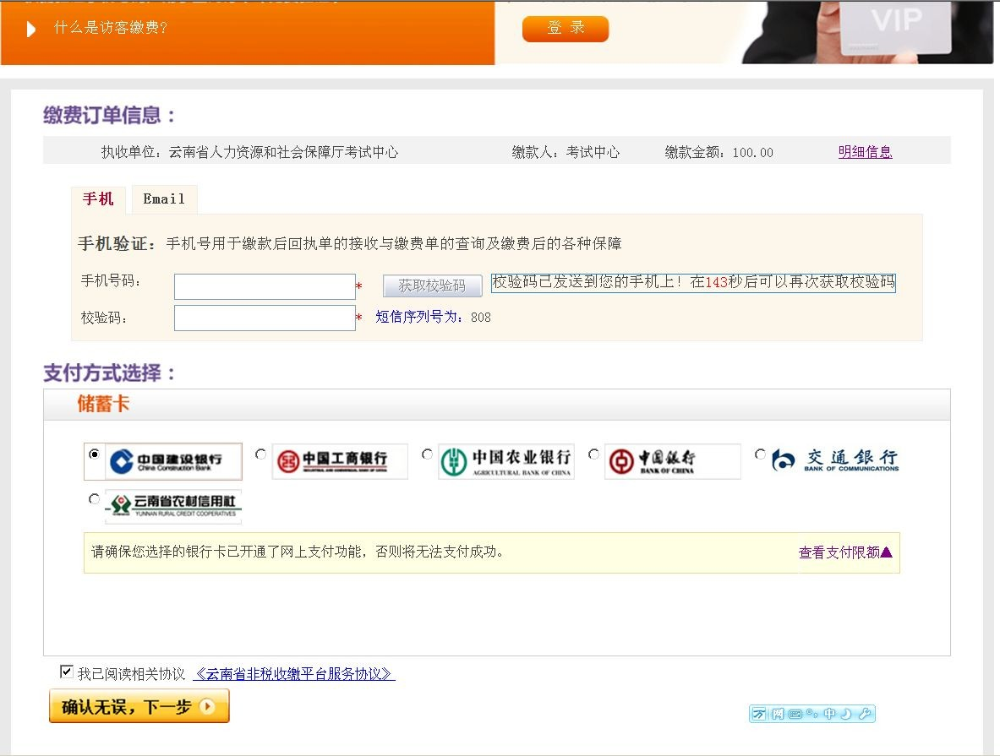 什么是访客缴费?
登 录
VIP
缴费订单信息：
执收单位：云南省人力资源和社会保障厅考试中心 缴款人：考试中心 缴款金额：100.00 明细信息
手机 Email
手机验证：手机号用于缴款后回执单的接收与缴费单的查询及缴费后的各种保障
手机号码： * 获取校验码 校验码已发送到您的手机上！在143秒后可以再次获取校验码
校验码： * 短信序列号为：808
支付方式选择：
储蓄卡
中国建设银行 中国工商银行 中国农业银行 中国银行 交通銀行
China Construction Bank INDUSTRIAL AND COMMERCIAL BANK OF CHINA AGRICULTURAL BANK OF CHINA BANK OF CHINA BANK OF COMMUNICATIONS
云南省农村信用社
YUNNAN RURAL CREDIT COOPERATIVES
请确保您选择的银行卡已开通了网上支付功能，否则将无法支付成功。 查看支付限额▲
我已阅读相关协议 《云南省非税收缴平台服务协议》
确认无误，下一步
中